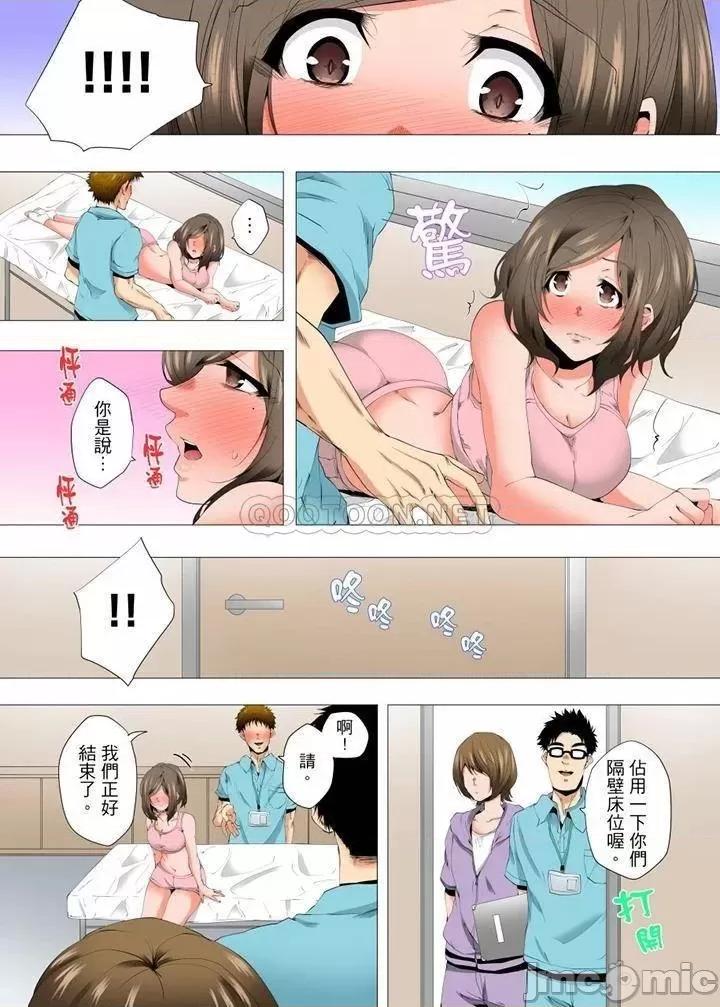 !!!!
驚
…
你是說…
怦通
怦通
怦通
QOOTOON.NET
!!
咚
咚
咚
咚
佔用一下你們
隔壁床位喔。
打開
啊!
請。
我們正好
結束了。
jmcomic